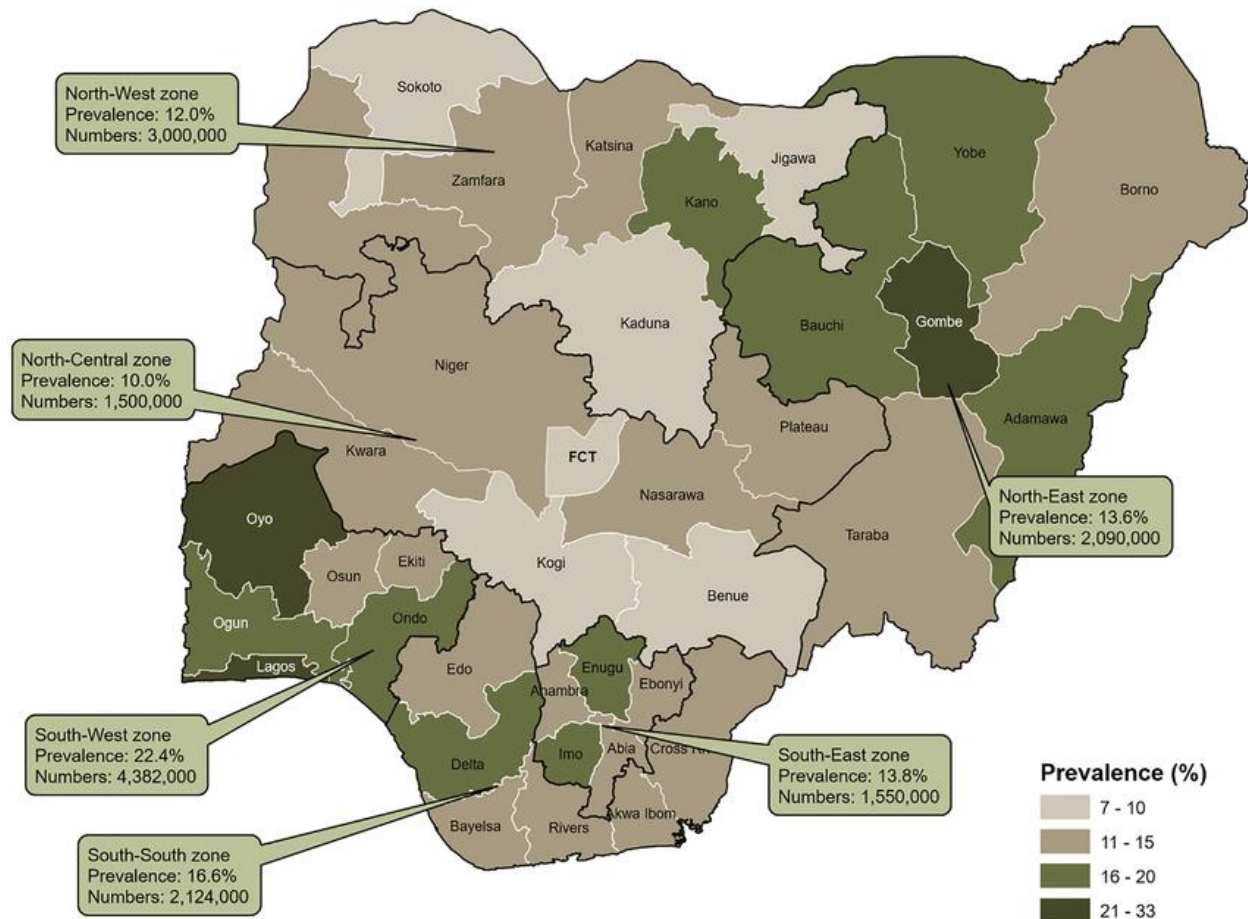 Sokoto
North-West zone
Prevalence: 12.0%
Numbers: 3,000,000
Katsina
Jigawa
Yobe
Zamfara
Kano
Borno
Kaduna
Bauchi
Gombe
Niger
North-Central zone
Prevalence: 10.0%
Numbers: 1,500,000
Kwara
Plateau
Adamawa
FCT
Nasarawa
North-East zone
Prevalence: 13.6%
Numbers: 2,090,000
Oyo
Taraba
Kogi
Osun
Ekiti
Benue
Ogun
Ondo
Lagos
Edo
Enugu
Anambra
Ebonyi
South-West zone
Prevalence: 22.4%
Numbers: 4,382,000
Delta
Imo
Abia
Cross
South-East zone
Prevalence: 13.8%
Numbers: 1,550,000
Bayelsa
Rivers
Akwa Ibom
South-South zone
Prevalence: 16.6%
Numbers: 2,124,000
Prevalence (%)
7 - 10
11 - 15
16 - 20
21 - 33